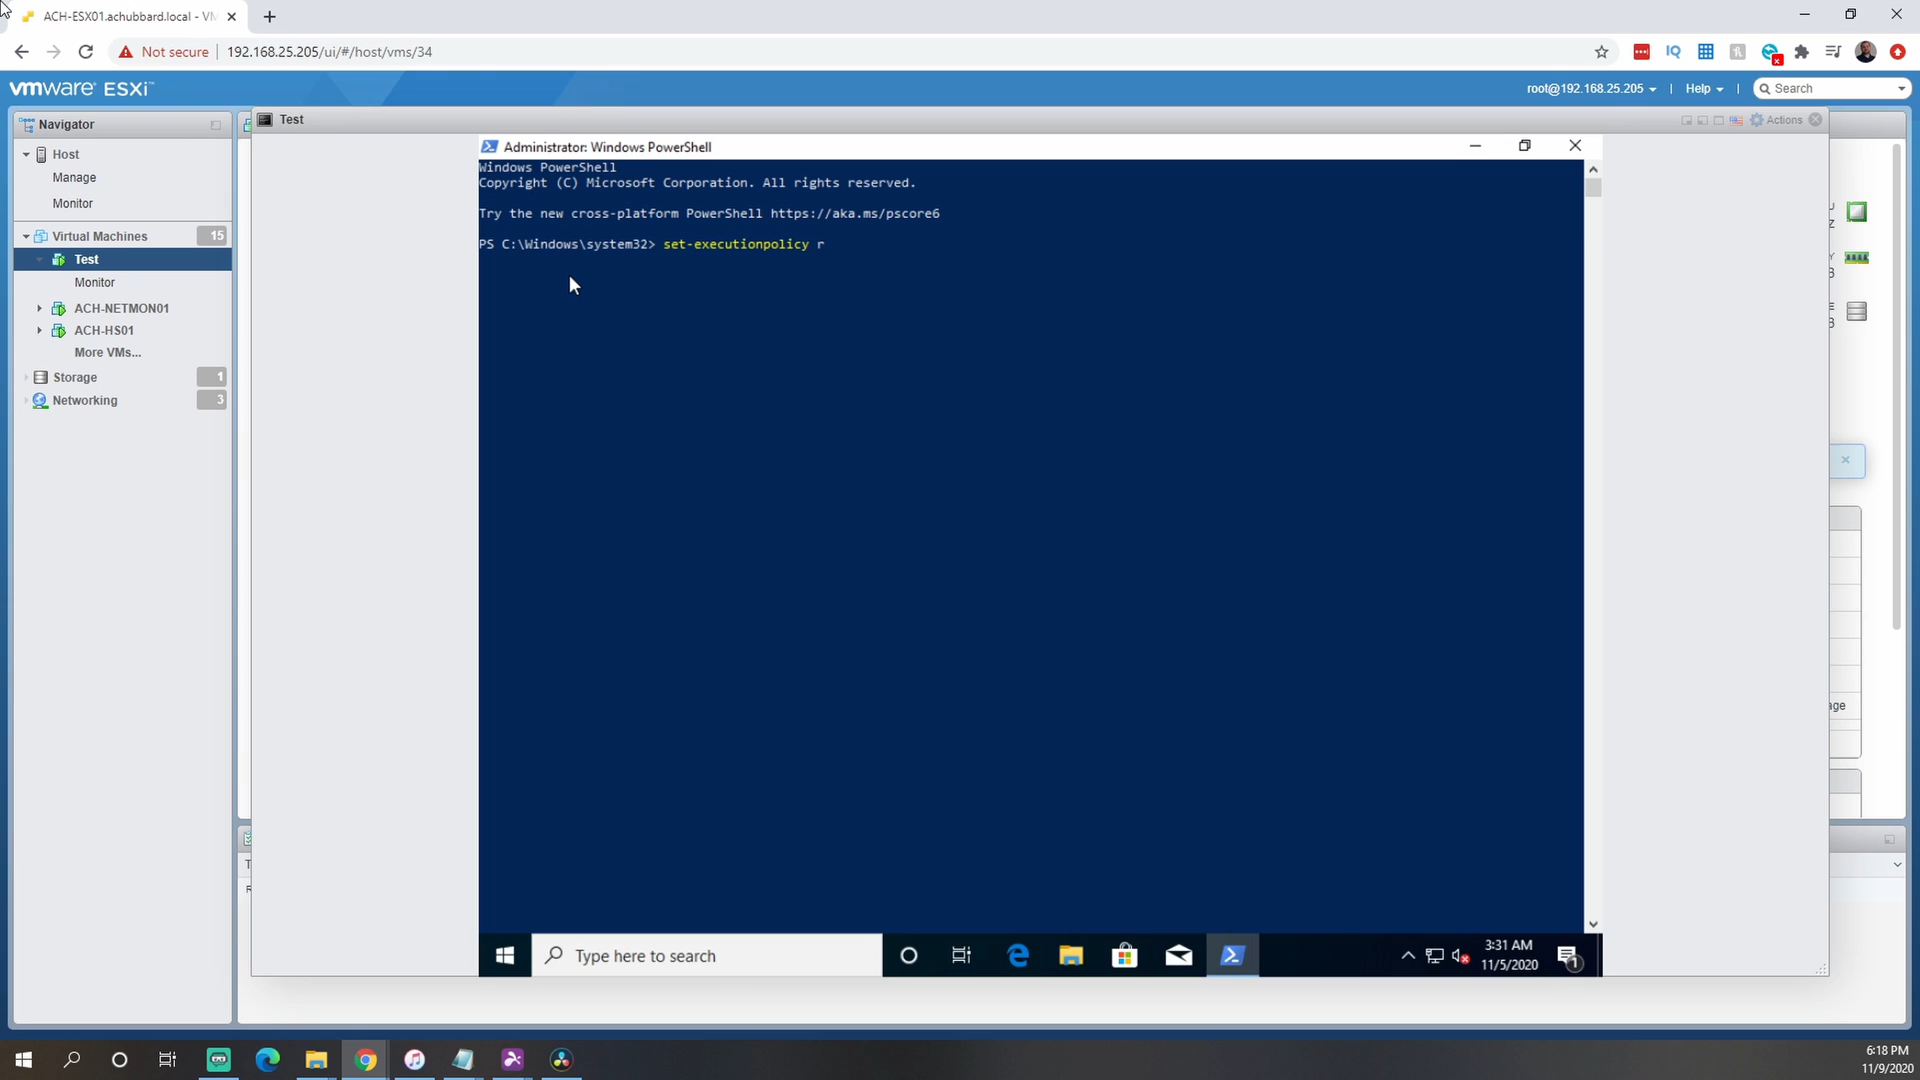 ACH-ESX01.achubbard.local - VM
Not secure
192.168.25.205/ui/#/host/vms/34
IQ
vmware ESXi
root@192.168.25.205
Help
Search
Navigator
Host
Manage
Monitor
Virtual Machines
15
Test
Monitor
ACH-NETMON01
ACH-HS01
More VMs...
Storage
1
Networking
3
Test
Actions
Administrator: Windows PowerShell
Windows PowerShell
Copyright (C) Microsoft Corporation. All rights reserved.
Try the new cross-platform PowerShell https://aka.ms/pscore6
PS C:\Windows\system32> set-executionpolicy r
Type here to search
3:31 AM
11/5/2020
1
6:18 PM
11/9/2020